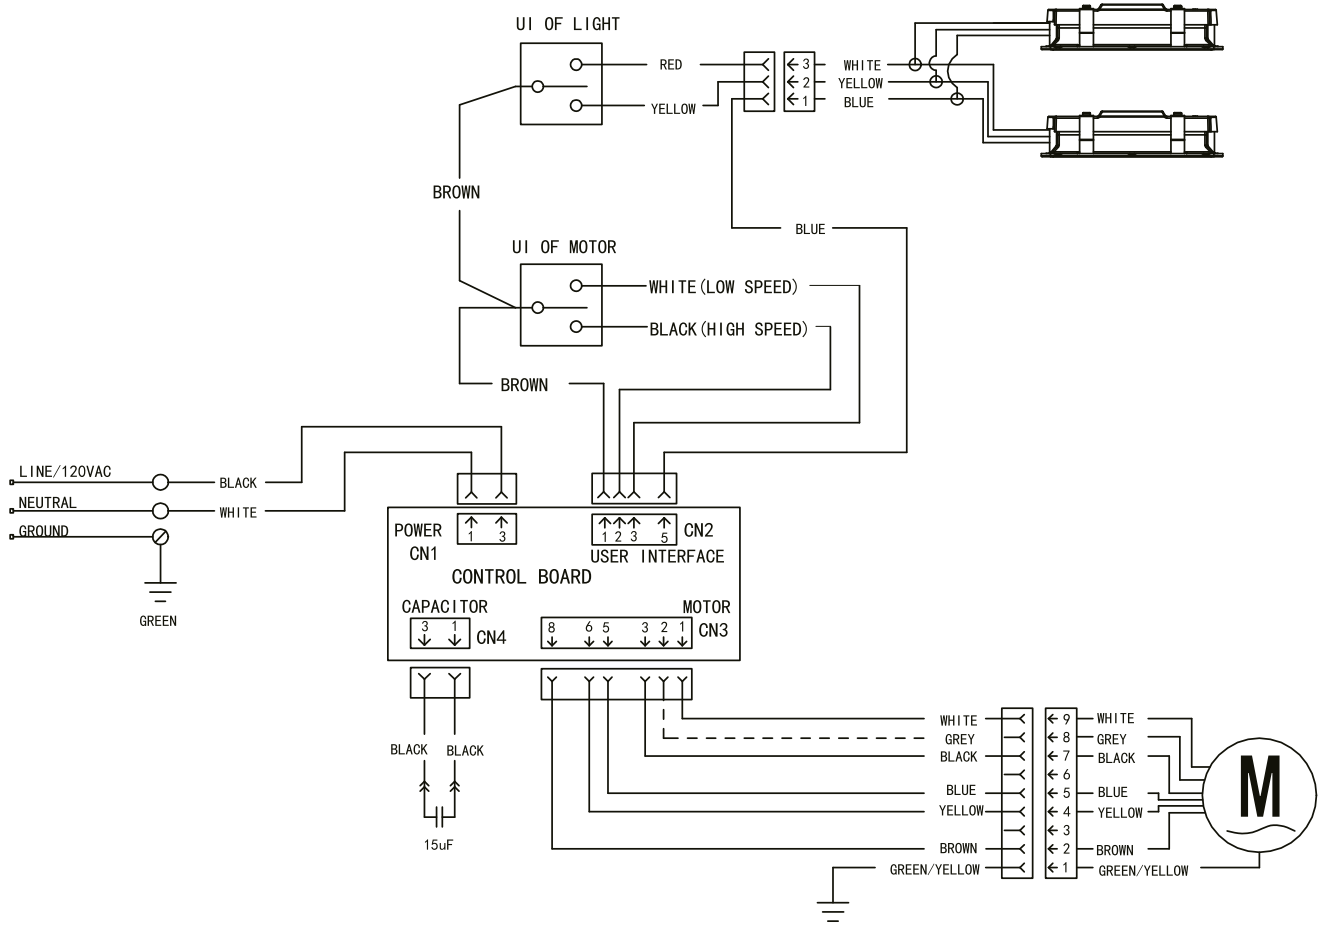 UI OF LIGHT
RED
YELLOW
3
2
1
WHITE
YELLOW
BLUE
BROWN
BLUE
UI OF MOTOR
WHITE(LOW SPEED)
BLACK(HIGH SPEED)
BROWN
LINE/120VAC
BLACK
NEUTRAL
WHITE
GROUND
GREEN
POWER
CN1
1 3
1 2 3 5
CN2
USER INTERFACE
CONTROL BOARD
CAPACITOR
3 1
CN4
MOTOR
8 6 5 3 2 1
CN3
BLACK
BLACK
15uF
WHITE
GREY
BLACK
BLUE
YELLOW
BROWN
GREEN/YELLOW
9
8
7
6
5
4
3
2
1
WHITE
GREY
BLACK
BLUE
YELLOW
BROWN
GREEN/YELLOW
M